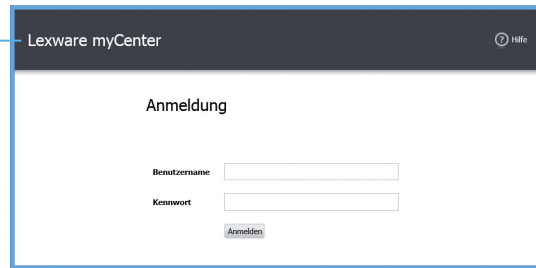 Lexware myCenter
? Hilfe
Anmeldung
Benutzername
Kennwort
Anmelden